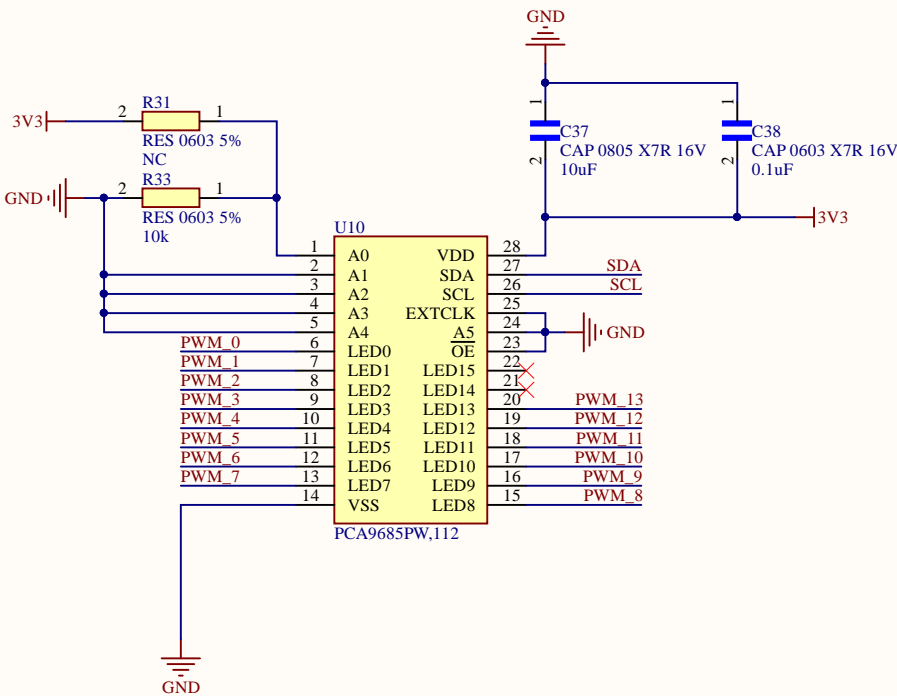 GND
3V3
2
R31
1
RES 0603 5%
NC
1
C37
CAP 0805 X7R 16V
10uF
2
1
C38
CAP 0603 X7R 16V
0.1uF
2
GND
2
R33
1
RES 0603 5%
10k
3V3
U10
1 A0 VDD 28
2 A1 SDA 27 SDA
3 A2 SCL 26 SCL
4 A3 EXTCLK 25
5 A4 A5 24 GND
PWM_0 6 LED0 OE 23
PWM_1 7 LED1 LED15 22
PWM_2 8 LED2 LED14 21
PWM_3 9 LED3 LED13 20 PWM_13
PWM_4 10 LED4 LED12 19 PWM_12
PWM_5 11 LED5 LED11 18 PWM_11
PWM_6 12 LED6 LED10 17 PWM_10
PWM_7 13 LED7 LED9 16 PWM_9
14 VSS LED8 15 PWM_8
PCA9685PW,112
GND